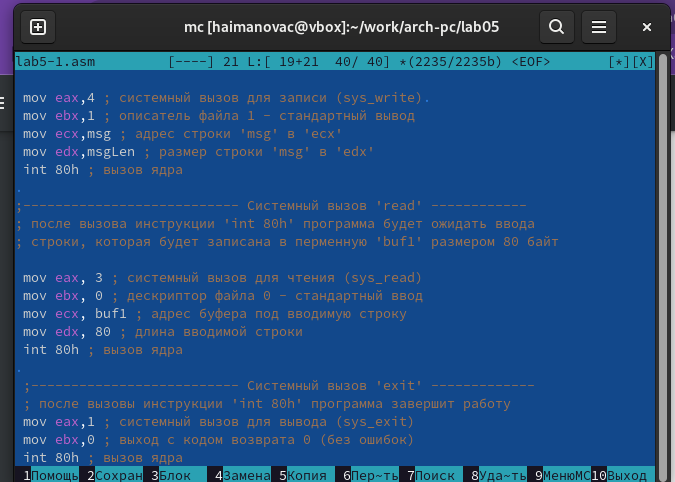 mc [haimanovac@vbox]:~/work/arch-pc/lab05
lab5-1.asm [----] 21 L:[ 19+21 40/ 40] *(2235/2235b) <EOF> [*][X]
mov eax,4 ; системный вызов для записи (sys_write).
mov ebx,1 ; описатель файла 1 - стандартный вывод
mov ecx,msg ; адрес строки 'msg' в 'ecx'
mov edx,msgLen ; размер строки 'msg' в 'edx'
int 80h ; вызов ядра
.
;-------------------------- Системный вызов 'read' ------------
; после вызова инструкции 'int 80h' программа будет ожидать ввода
; строки, которая будет записана в перменную 'buf1' размером 80 байт
mov eax, 3 ; системный вызов для чтения (sys_read)
mov ebx, 0 ; дескриптор файла 0 - стандартный ввод
mov ecx, buf1 ; адрес буфера под вводимую строку
mov edx, 80 ; длина вводимой строки
int 80h ; вызов ядра
.
;-------------------------- Системный вызов 'exit' -------------
; после вызовы инструкции 'int 80h' программа завершит работу
mov eax,1 ; системный вызов для вывода (sys_exit)
mov ebx,0 ; выход с кодом возврата 0 (без ошибок)
int 80h ; вызов ядра
1Помощь 2Сохран 3Блок 4Замена 5Копия 6Пер~ть 7Поиск 8Уда~ть 9МенюMC 10Выход